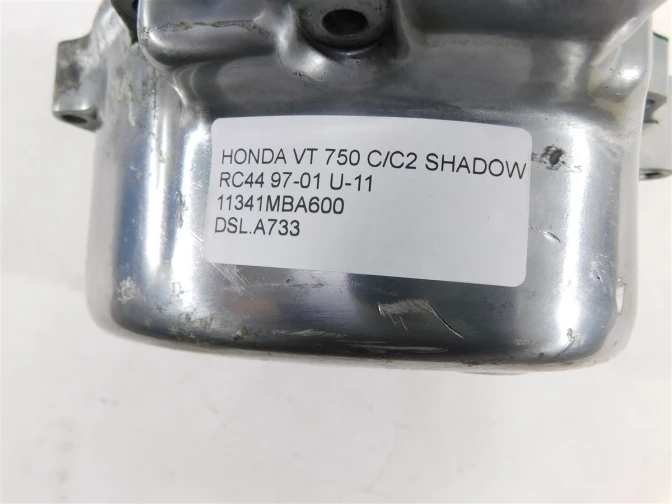 HONDA VT 750 C/C2 SHADOW
RC44 97-01 U-11
11341MBA600
DSL.A733